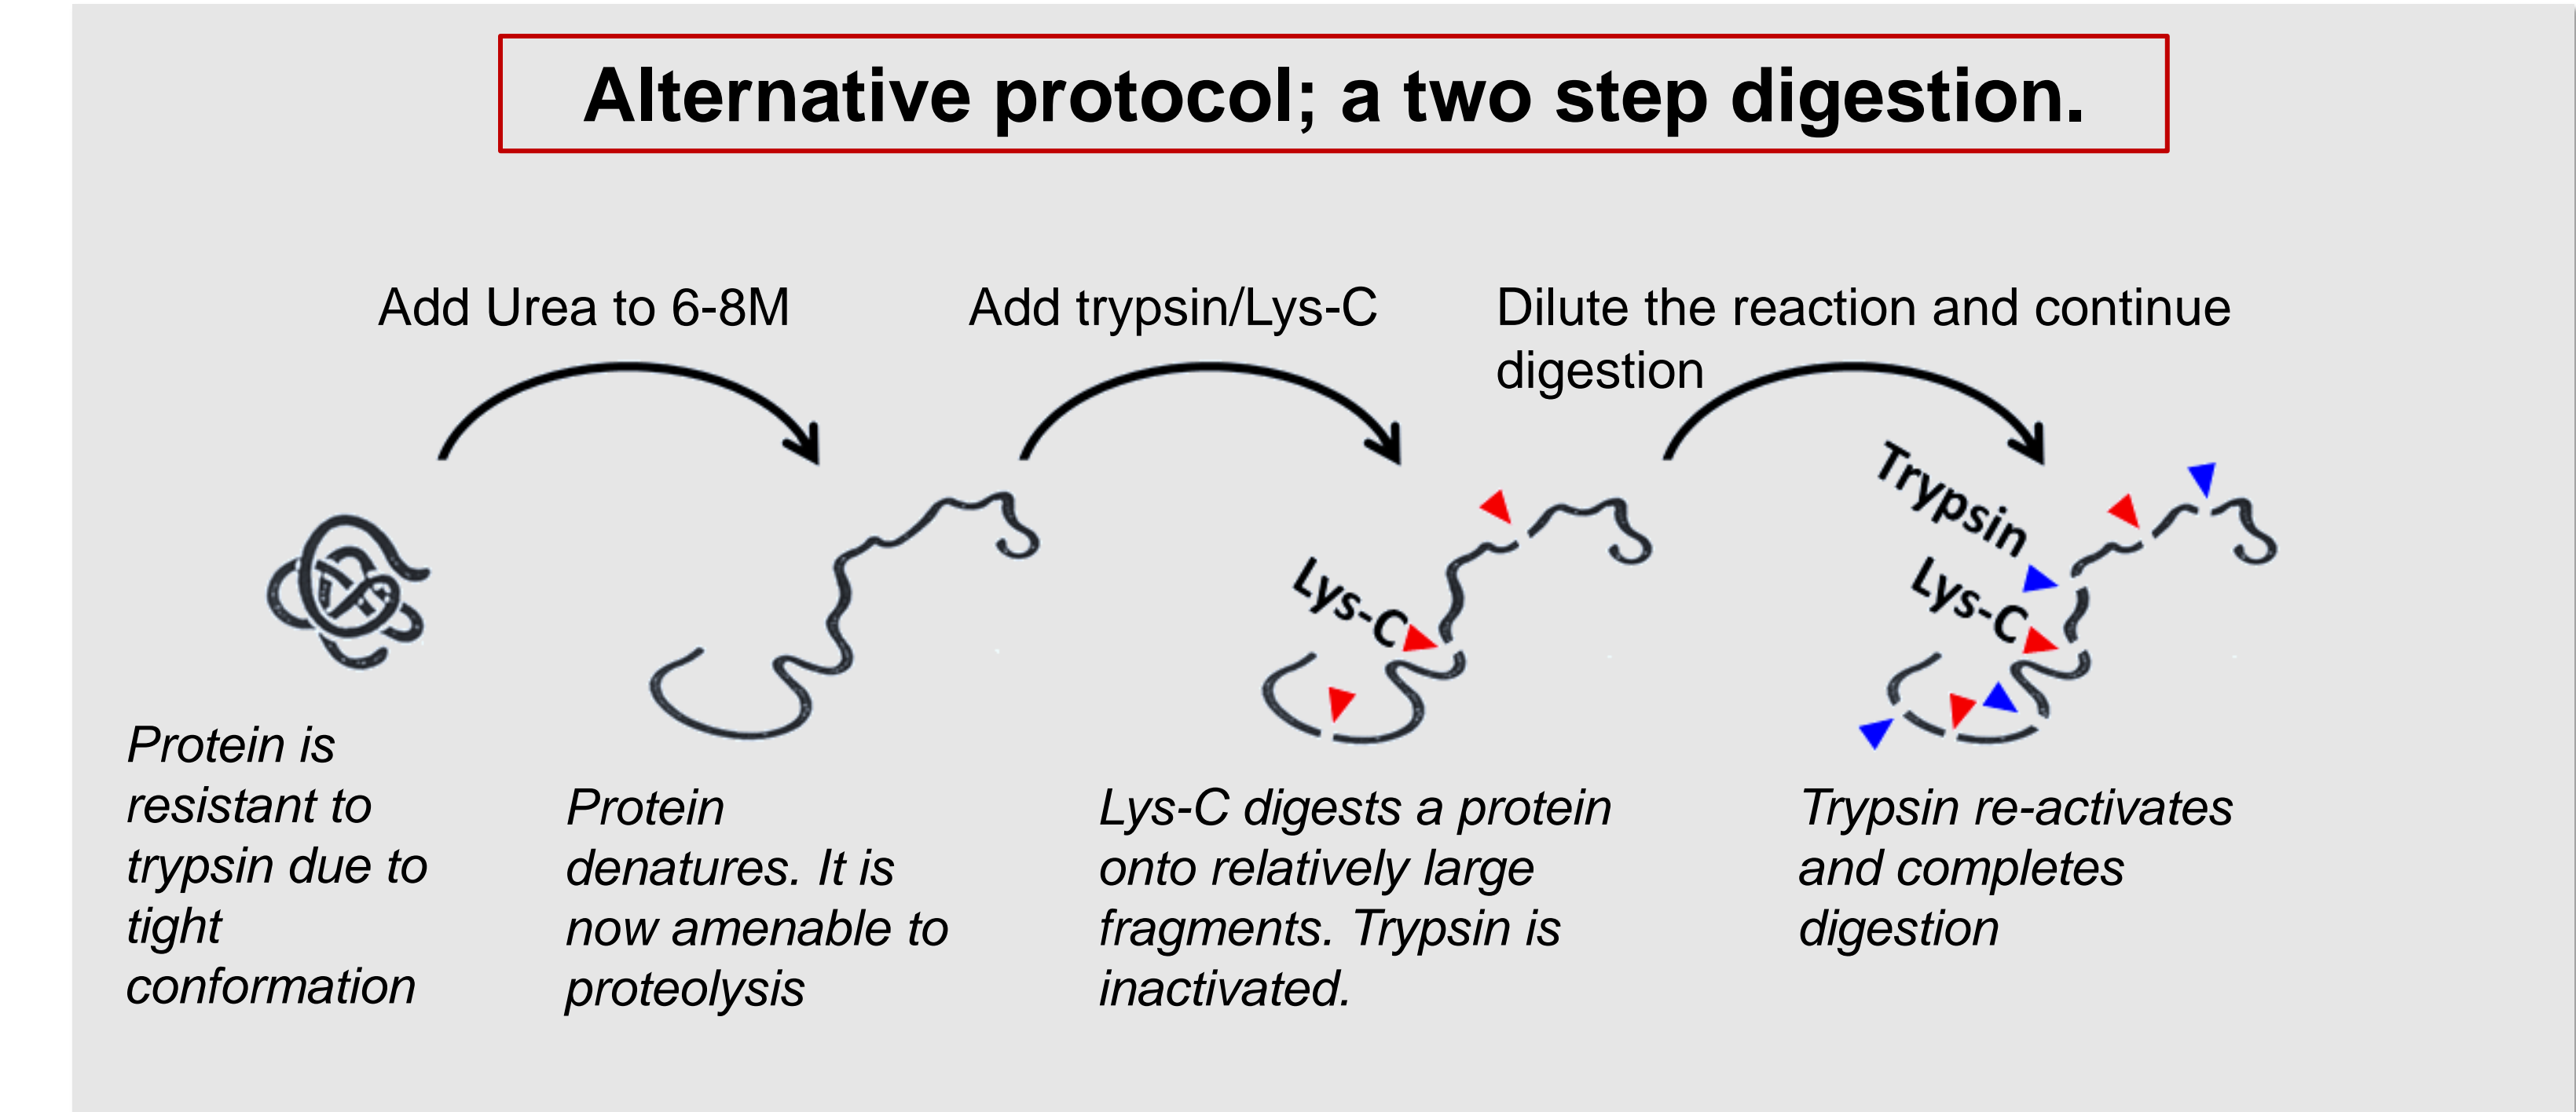 Alternative protocol; a two step digestion.
Add Urea to 6-8M
Add trypsin/Lys-C
Dilute the reaction and continue
digestion
Lys-C
Trypsin
Lys-C
Protein is
resistant to
trypsin due to
tight
conformation
Protein
denatures. It is
now amenable to
proteolysis
Lys-C digests a protein
onto relatively large
fragments. Trypsin is
inactivated.
Trypsin re-activates
and completes
digestion